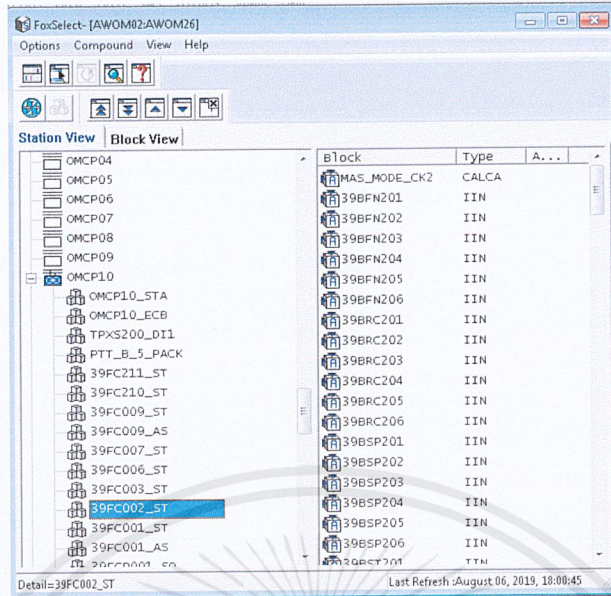 FoxSelect- [AWOM02:AWOM26]
Options Compound View Help
Station View Block View
OMCP04
OMCP05
OMCP06
OMCP07
OMCP08
OMCP09
OMCP10
OMCP10_STA
OMCP10_ECB
TPXS200_DI1
PTT_B_5_PACK
39FC211_ST
39FC210_ST
39FC009_ST
39FC009_AS
39FC007_ST
39FC006_ST
39FC003_ST
39FC002_ST
39FC001_ST
39FC001_AS
Block Type A...
MAS_MODE_CK2 CALCA
39BFN201 IIN
39BFN202 IIN
39BFN203 IIN
39BFN204 IIN
39BFN205 IIN
39BFN206 IIN
39BRC201 IIN
39BRC202 IIN
39BRC203 IIN
39BRC204 IIN
39BRC205 IIN
39BRC206 IIN
39BSP201 IIN
39BSP202 IIN
39BSP203 IIN
39BSP204 IIN
39BSP205 IIN
39BSP206 IIN
39BST201 IIN
Detail=39FC002_ST Last Refresh :August 06, 2019, 18:00:45